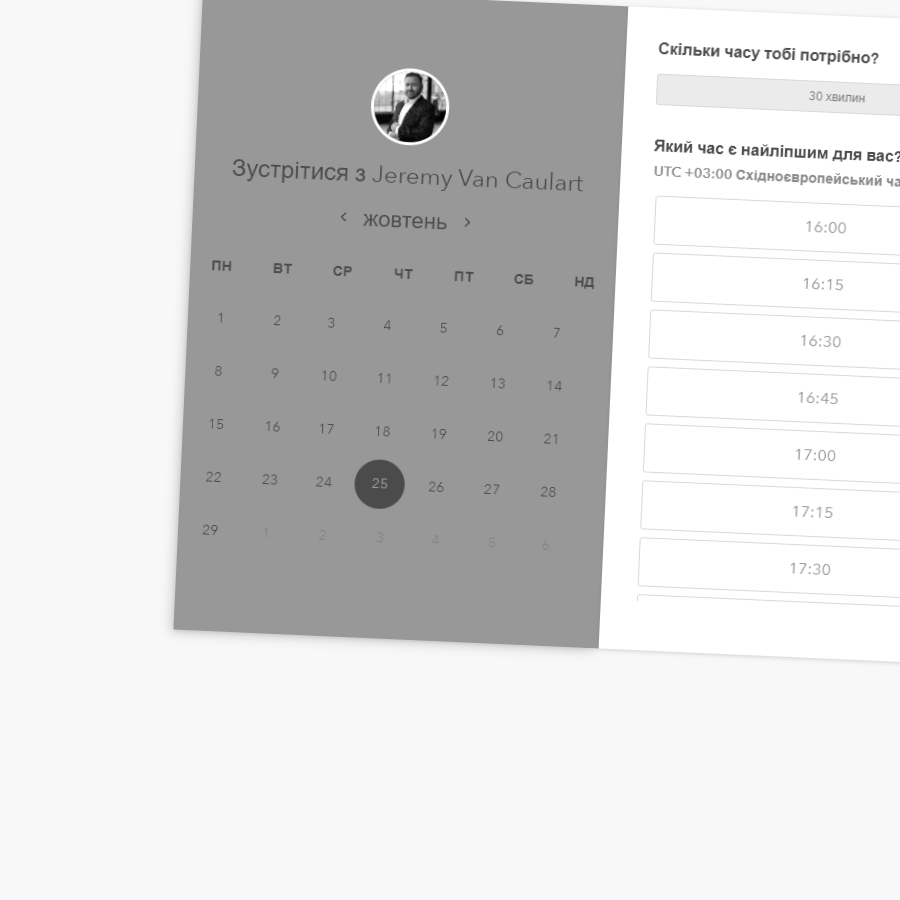 Зустрітися з Jeremy Van Caulart
‹ жовтень ›
ПН ВТ СР ЧТ ПТ СБ НД
1 2 3 4 5 6 7
8 9 10 11 12 13 14
15 16 17 18 19 20 21
22 23 24 25 26 27 28
29 1 2 3 4 5 6
Скільки часу тобі потрібно?
30 хвилин
Який час є найліпшим для вас?
UTC +03:00 Східноєвропейський ча
16:00
16:15
16:30
16:45
17:00
17:15
17:30